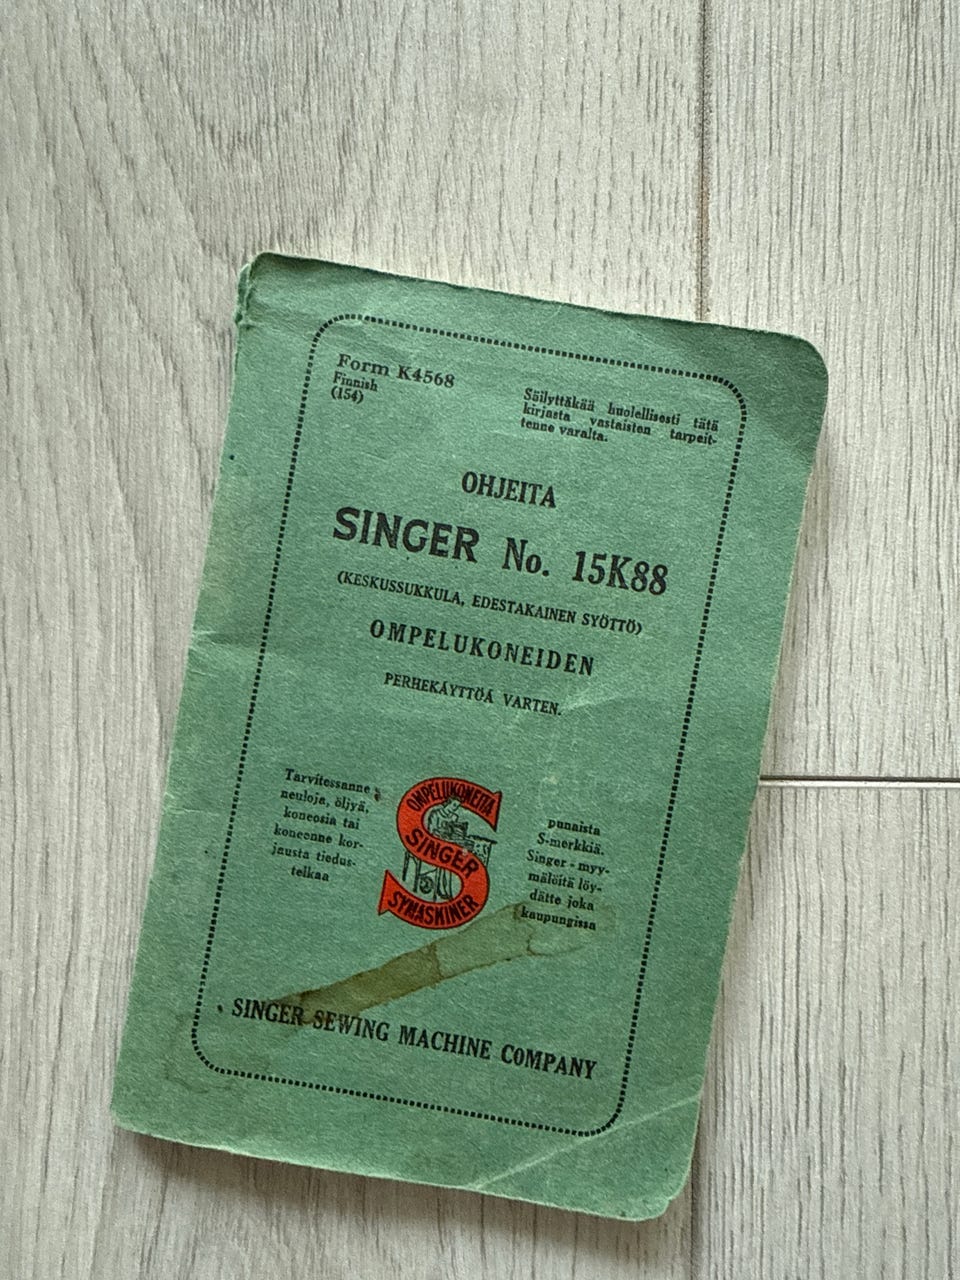 Form K4568
Finnish
(154)
Säilyttäkää huolellisesti tätä
kirjasta vastaisten tarpeit-
tenne varalta.
OHJEITA
SINGER No. 15K88
(KESKUSSUKKULA, EDESTAKAINEN SYÖTTÖ)
OMPELUKONEIDEN
PERHEKÄYTTÖÄ VARTEN.
Tarvitessanne
neuloja, öljyä,
koneosia tai
koneenne kor-
jausta tiedus-
telkaa
OMPELUKONEITA
SINGER
SYMASKINER
punaista
S-merkkiä.
Singer-myy-
mälöitä löy-
dätte joka
kaupungissa
SINGER SEWING MACHINE COMPANY